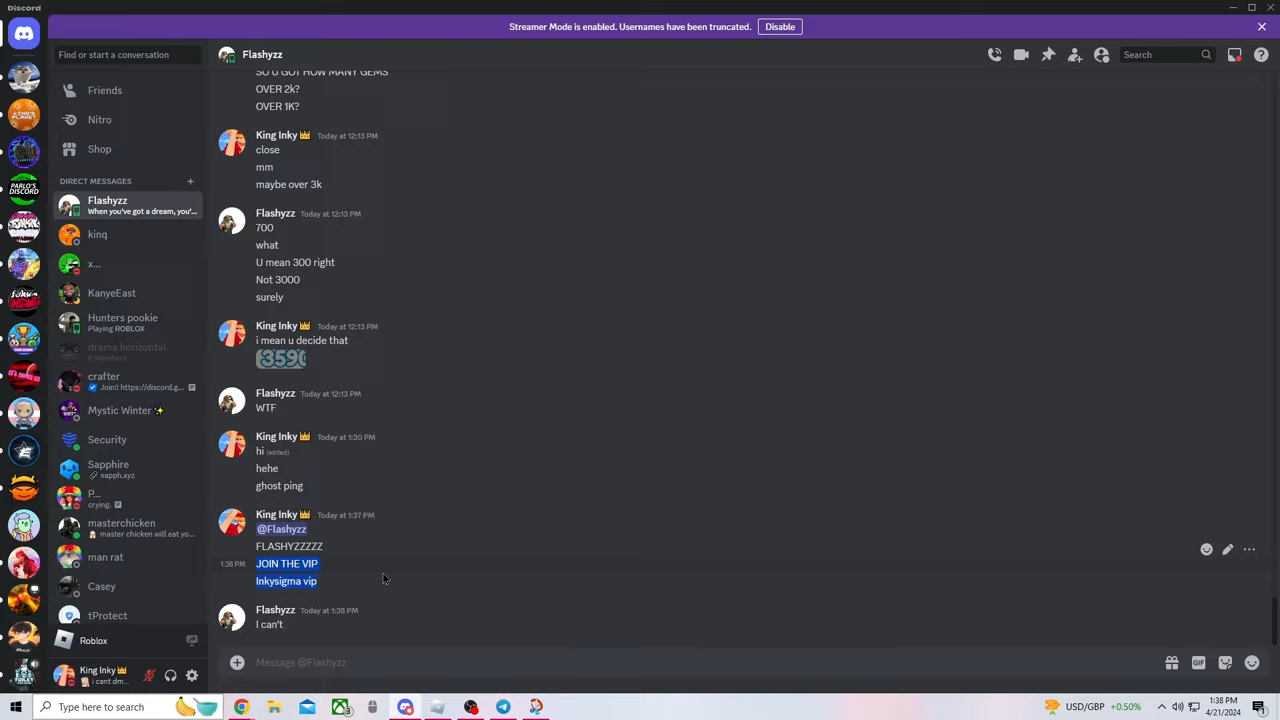 Discord
Streamer Mode is enabled. Usernames have been truncated.
Disable
Find or start a conversation
Flashyzz
Search
Friends
Nitro
Shop
DIRECT MESSAGES
Flashyzz
When you've got a dream, you'...
kinq
x...
KanyeEast
Hunters pookie
Playing ROBLOX
drama horizontal
8 Members
crafter
Join!! https://discord.g...
Mystic Winter
Security
Sapphire
sapph.xyz
P...
crying.
masterchicken
master chicken will eat yo...
man rat
Casey
tProtect
Roblox
King Inky
i cant dm...
SO U GOT HOW MANY GEMS
OVER 2k?
OVER 1K?
King Inky Today at 12:13 PM
close
mm
maybe over 3k
Flashyzz Today at 12:13 PM
700
what
U mean 300 right
Not 3000
surely
King Inky Today at 12:13 PM
i mean u decide that
3590
Flashyzz Today at 12:13 PM
WTF
King Inky Today at 1:30 PM
hi (edited)
hehe
ghost ping
King Inky Today at 1:37 PM
@Flashyzz
FLASHYZZZZZ
1:38 PM JOIN THE VIP
Inkysigma vip
Flashyzz Today at 1:38 PM
I can't
Message @Flashyzz
GIF
Type here to search
USD/GBP +0.50%
1:38 PM
4/21/2024
PARLO'S DISCORD